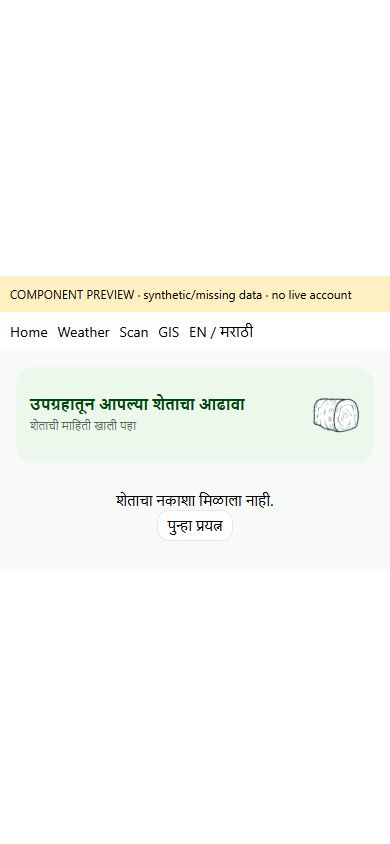 COMPONENT PREVIEW · synthetic/missing data · no live account
Home Weather Scan GIS EN / मराठी
उपग्रहातून आपल्या शेताचा आढावा
शेताची माहिती खाली पहा
शेताचा नकाशा मिळाला नाही.
पुन्हा प्रयत्न